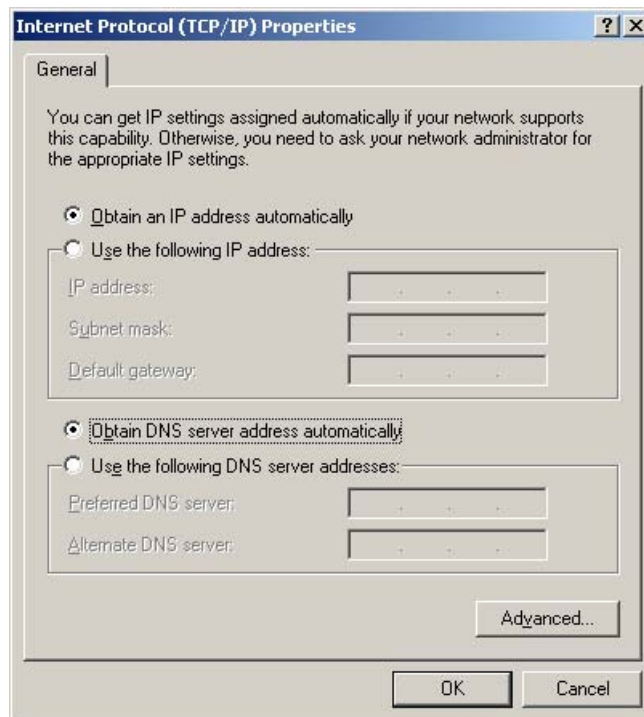 Internet Protocol (TCP/IP) Properties
General
You can get IP settings assigned automatically if your network supports
this capability. Otherwise, you need to ask your network administrator for
the appropriate IP settings.
Obtain an IP address automatically
Use the following IP address:
IP address:
Subnet mask:
Default gateway:
Obtain DNS server address automatically
Use the following DNS server addresses:
Preferred DNS server:
Alternate DNS server:
Advanced...
OK Cancel